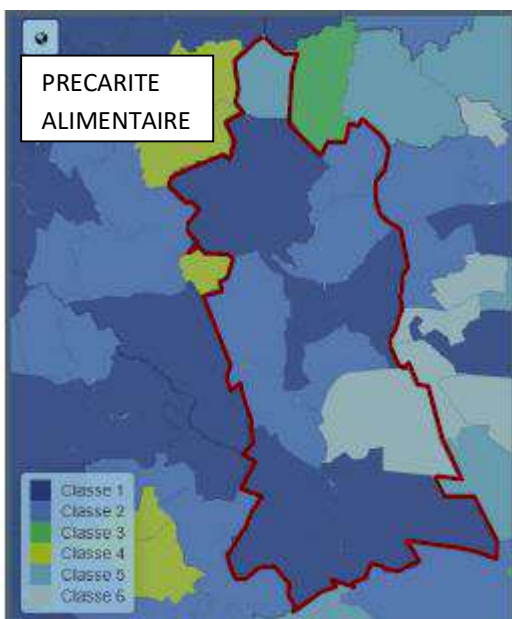 PRECARITE
ALIMENTAIRE
Classe 1
Classe 2
Classe 3
Classe 4
Classe 5
Classe 6